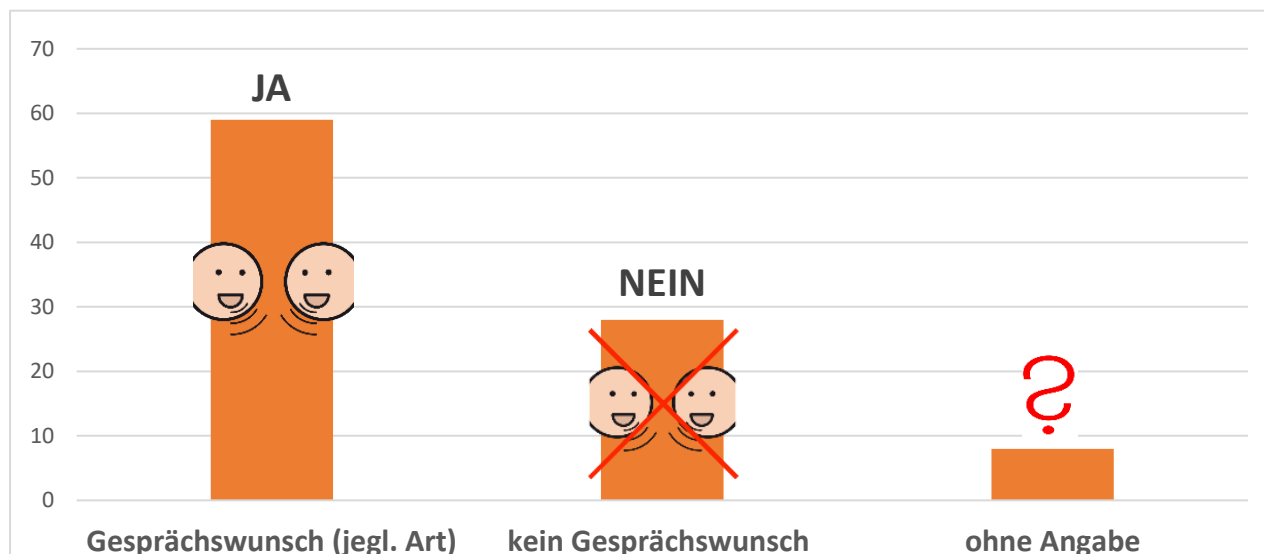 70
60
50
40
30
20
10
0
JA
NEIN
?
Gesprächswunsch (jegl. Art)
kein Gesprächswunsch
ohne Angabe